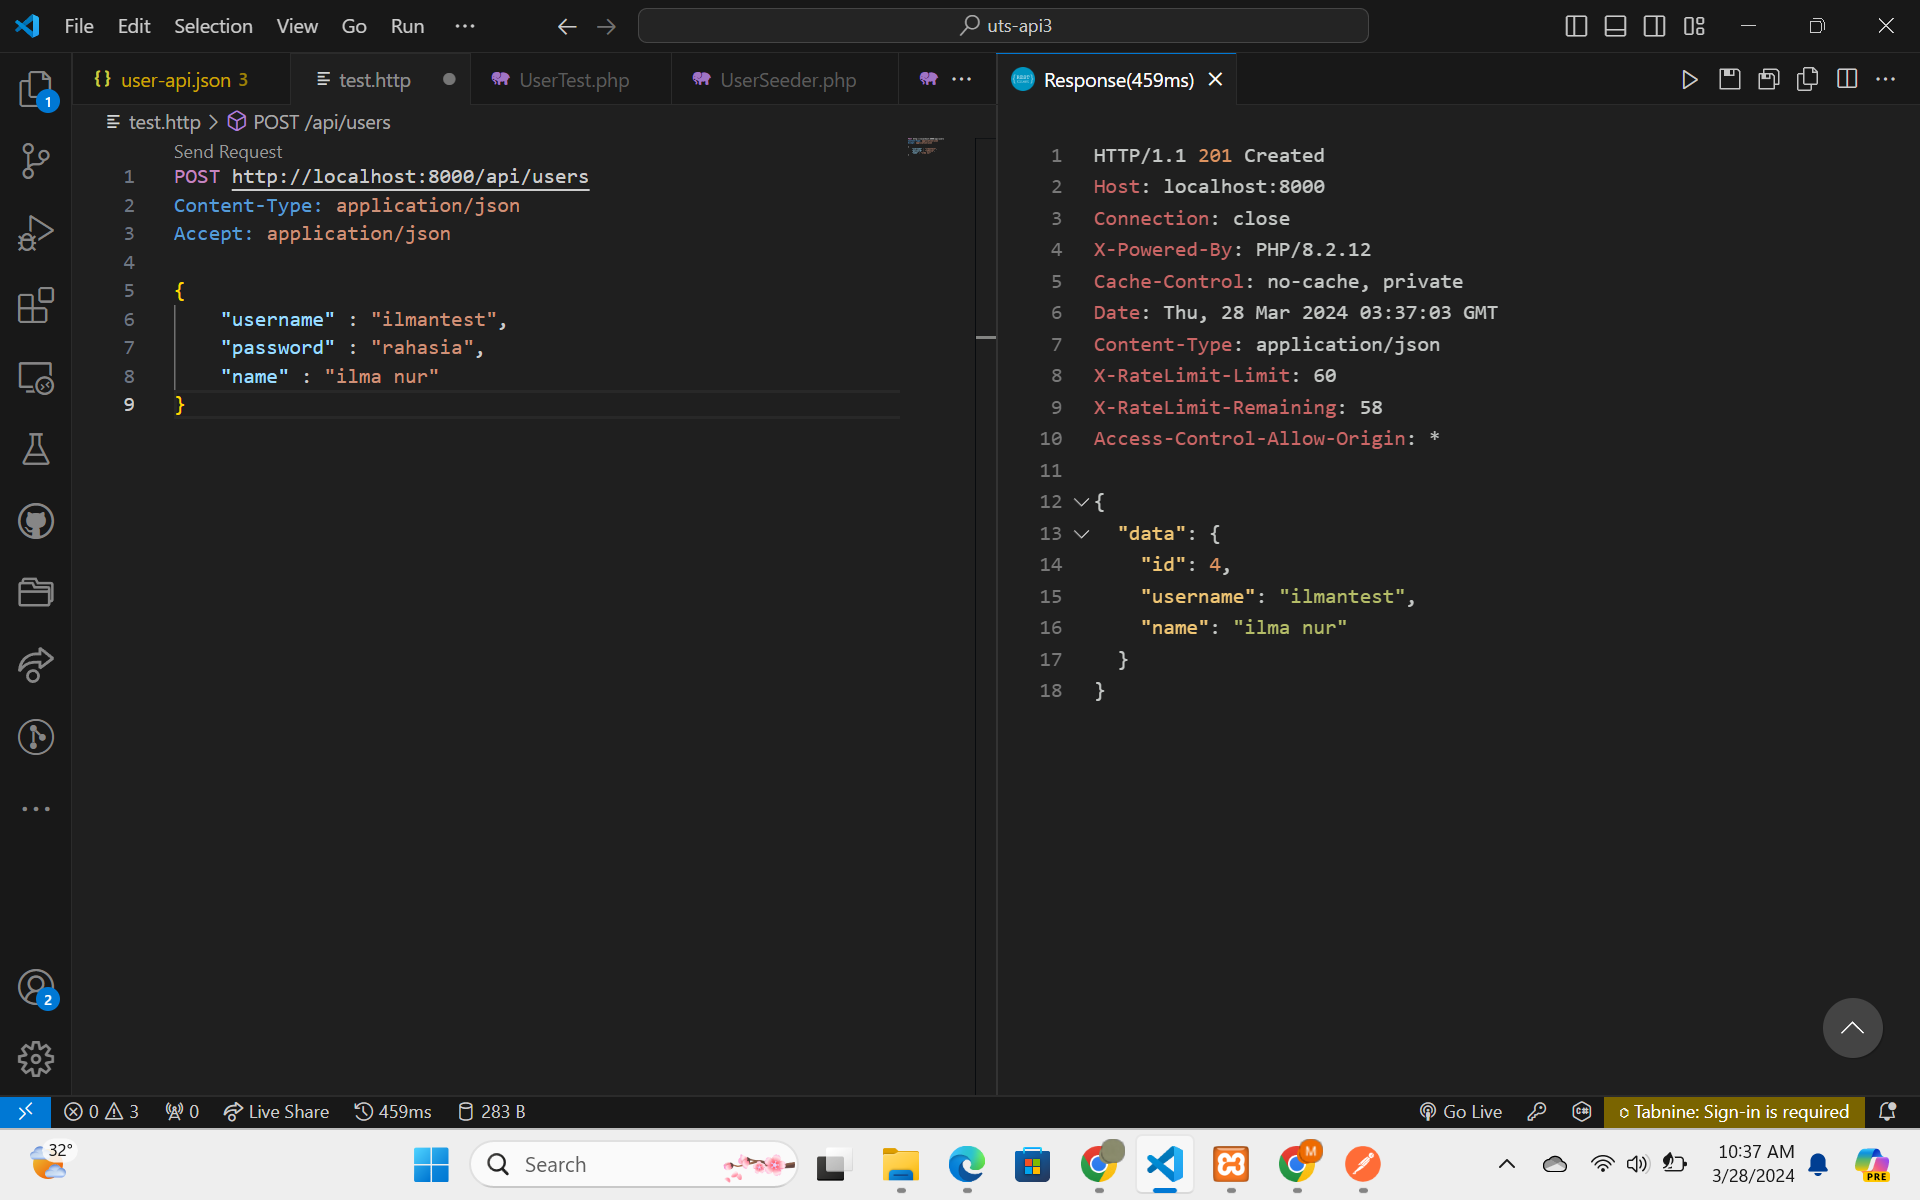 File Edit Selection View Go Run ··· uts-api3
user-api.json 3 test.http UserTest.php UserSeeder.php ··· Response(459ms)
1
test.http > POST /api/users
Send Request
1 POST http://localhost:8000/api/users
2 Content-Type: application/json
3 Accept: application/json
4
5 {
6 "username" : "ilmantest",
7 "password" : "rahasia",
8 "name" : "ilma nur"
9 }
1 HTTP/1.1 201 Created
2 Host: localhost:8000
3 Connection: close
4 X-Powered-By: PHP/8.2.12
5 Cache-Control: no-cache, private
6 Date: Thu, 28 Mar 2024 03:37:03 GMT
7 Content-Type: application/json
8 X-RateLimit-Limit: 60
9 X-RateLimit-Remaining: 58
10 Access-Control-Allow-Origin: *
11
12 {
13 "data": {
14 "id": 4,
15 "username": "ilmantest",
16 "name": "ilma nur"
17 }
18 }
2
0 3 0 Live Share 459ms 283 B Go Live Tabnine: Sign-in is required
32° Search M 10:37 AM
3/28/2024 PRE